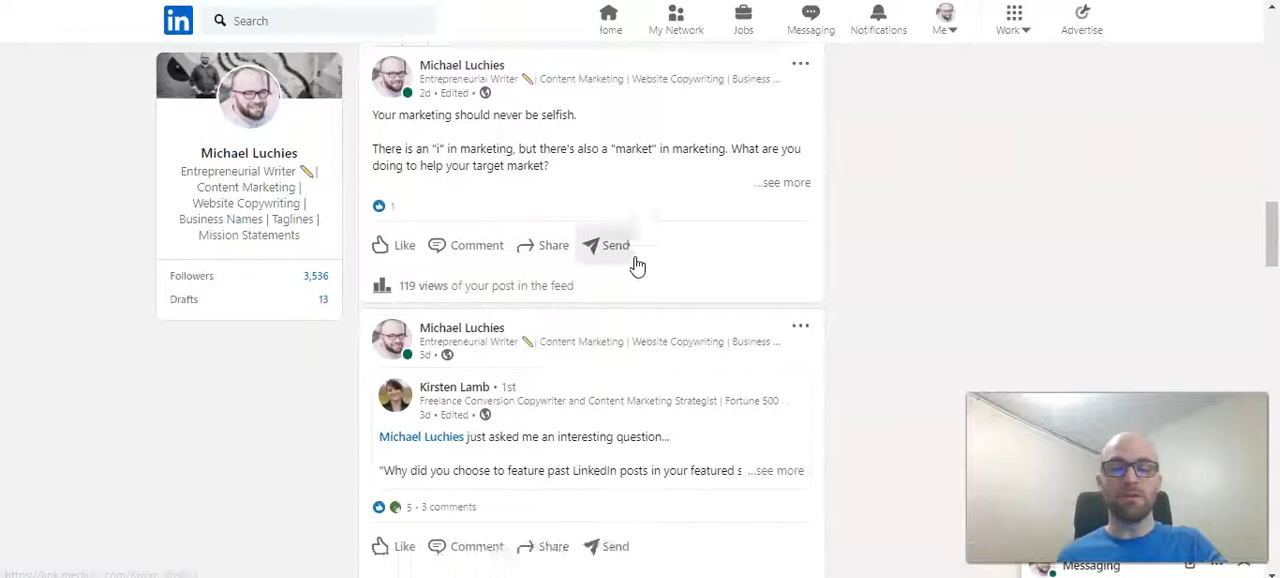 in
Search
Home
My Network
Jobs
Messaging
Notifications
Me
Work
Advertise
Michael Luchies
Entrepreneurial Writer ✏️|
Content Marketing |
Website Copywriting |
Business Names | Taglines |
Mission Statements
Followers 3,536
Drafts 13
Michael Luchies
Entrepreneurial Writer ✏️| Content Marketing | Website Copywriting | Business ...
2d • Edited •
Your marketing should never be selfish.
There is an "i" in marketing, but there's also a "market" in marketing. What are you
doing to help your target market?
...see more
1
Like Comment Share Send
119 views of your post in the feed
Michael Luchies
Entrepreneurial Writer ✏️| Content Marketing | Website Copywriting | Business ...
3d •
Kirsten Lamb • 1st
Freelance Conversion Copywriter and Content Marketing Strategist | Fortune 500 ...
3d • Edited •
Michael Luchies just asked me an interesting question...
"Why did you choose to feature past LinkedIn posts in your featured s ...see more
5 • 3 comments
Like Comment Share Send
Messaging